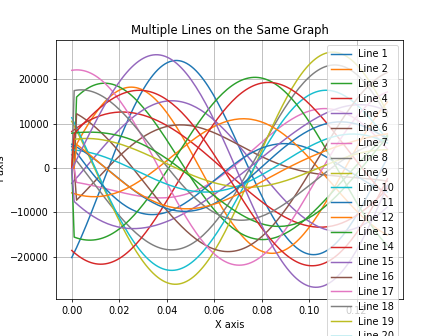 Multiple Lines on the Same Graph
20000
10000
0
−10000
−20000
0.00
0.02
0.04
0.06
0.08
0.10
X axis
Line 1
Line 2
Line 3
Line 4
Line 5
Line 6
Line 7
Line 8
Line 9
Line 10
Line 11
Line 12
Line 13
Line 14
Line 15
Line 16
Line 17
Line 18
Line 19
Line 20